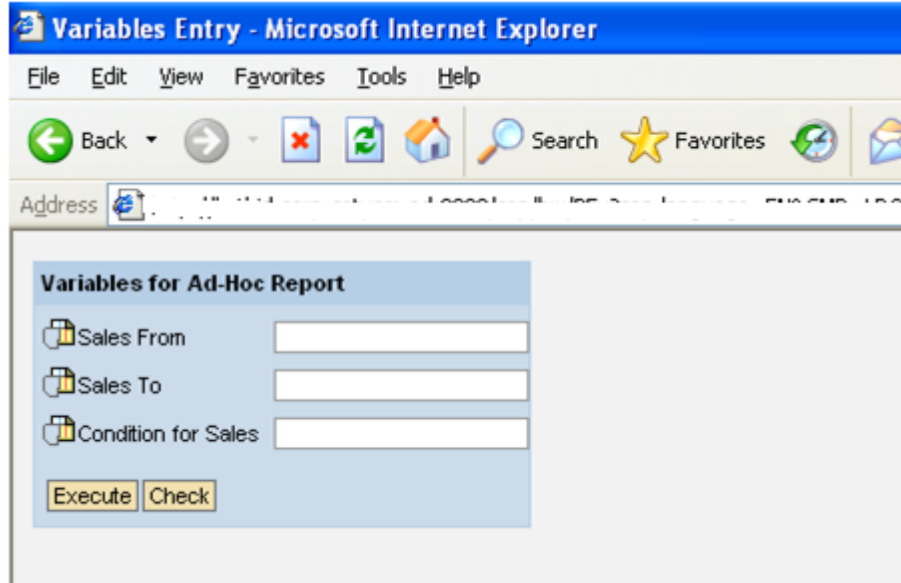 Variables Entry - Microsoft Internet Explorer
File Edit View Favorites Tools Help
Back Search Favorites
Address
Variables for Ad-Hoc Report
Sales From
Sales To
Condition for Sales
Execute Check